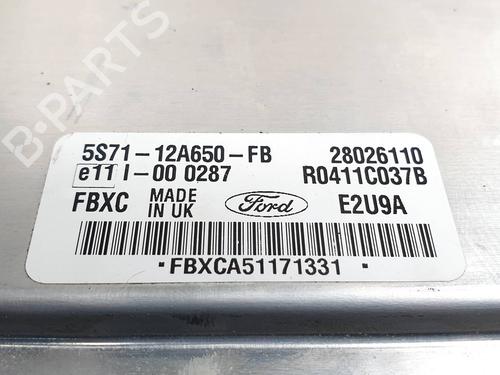 B-PARTS
5S71-12A650-FB 28026110
e11 I-00 0287 R0411C037B
FBXC MADE IN UK Ford E2U9A
• FBXCA51171331 •